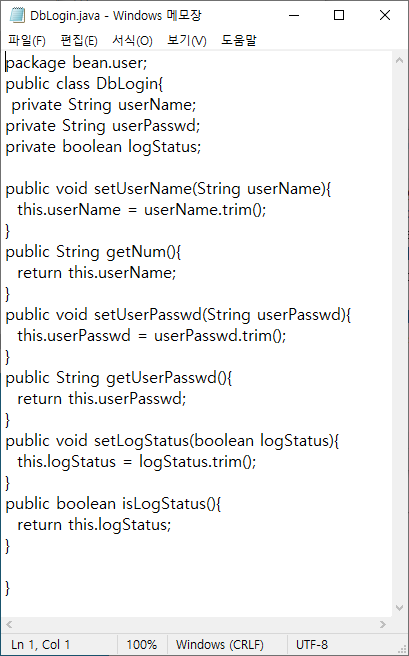 DbLogin.java - Windows 메모장
파일(F) 편집(E) 서식(O) 보기(V) 도움말
package bean.user;
public class DbLogin{
 private String userName;
private String userPasswd;
private boolean logStatus;

public void setUserName(String userName){
   this.userName = userName.trim();
}
public String getNum(){
   return this.userName;
}
public void setUserPasswd(String userPasswd){
   this.userPasswd = userPasswd.trim();
}
public String getUserPasswd(){
   return this.userPasswd;
}
public void setLogStatus(boolean logStatus){
   this.logStatus = logStatus.trim();
}
public boolean isLogStatus(){
   return this.logStatus;
}

}
Ln 1, Col 1 100% Windows (CRLF) UTF-8